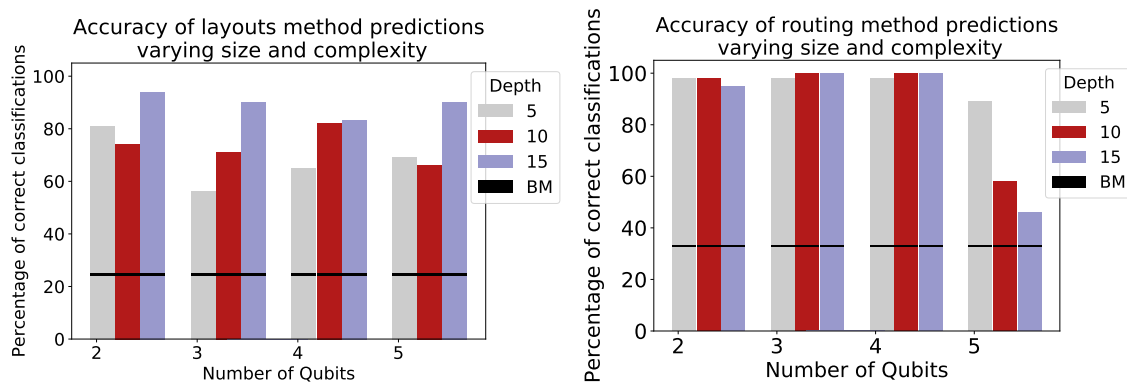 Accuracy of layouts method predictions
varying size and complexity
Percentage of correct classifications
100
80
60
40
20
0
2
3
4
5
Number of Qubits
Depth
5
10
15
BM
Accuracy of routing method predictions
varying size and complexity
Percentage of correct classifications
100
80
60
40
20
0
2
3
4
5
Number of Qubits
Depth
5
10
15
BM